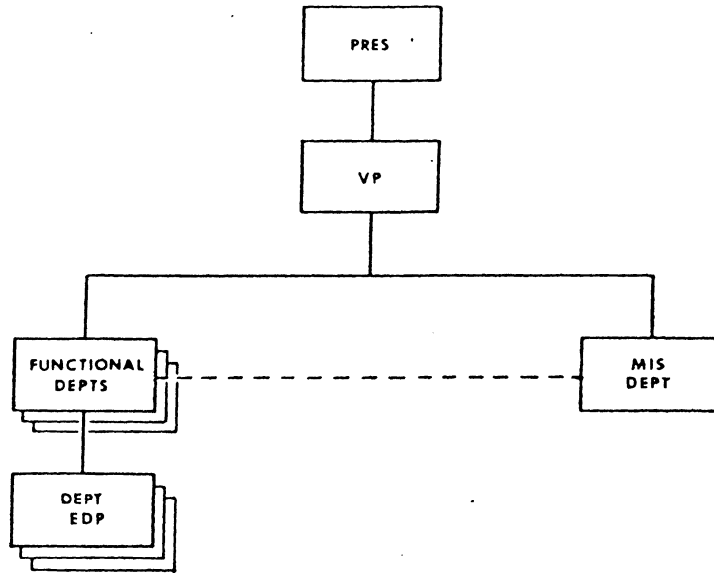 PRES
VP
FUNCTIONAL
DEPTS
MIS
DEPT
DEPT
EDP